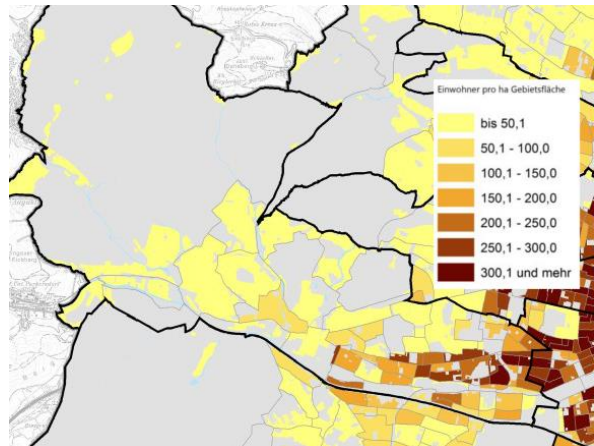 Einwohner pro ha Gebietsfläche
bis 50,1
50,1 - 100,0
100,1 - 150,0
150,1 - 200,0
200,1 - 250,0
250,1 - 300,0
300,1 und mehr